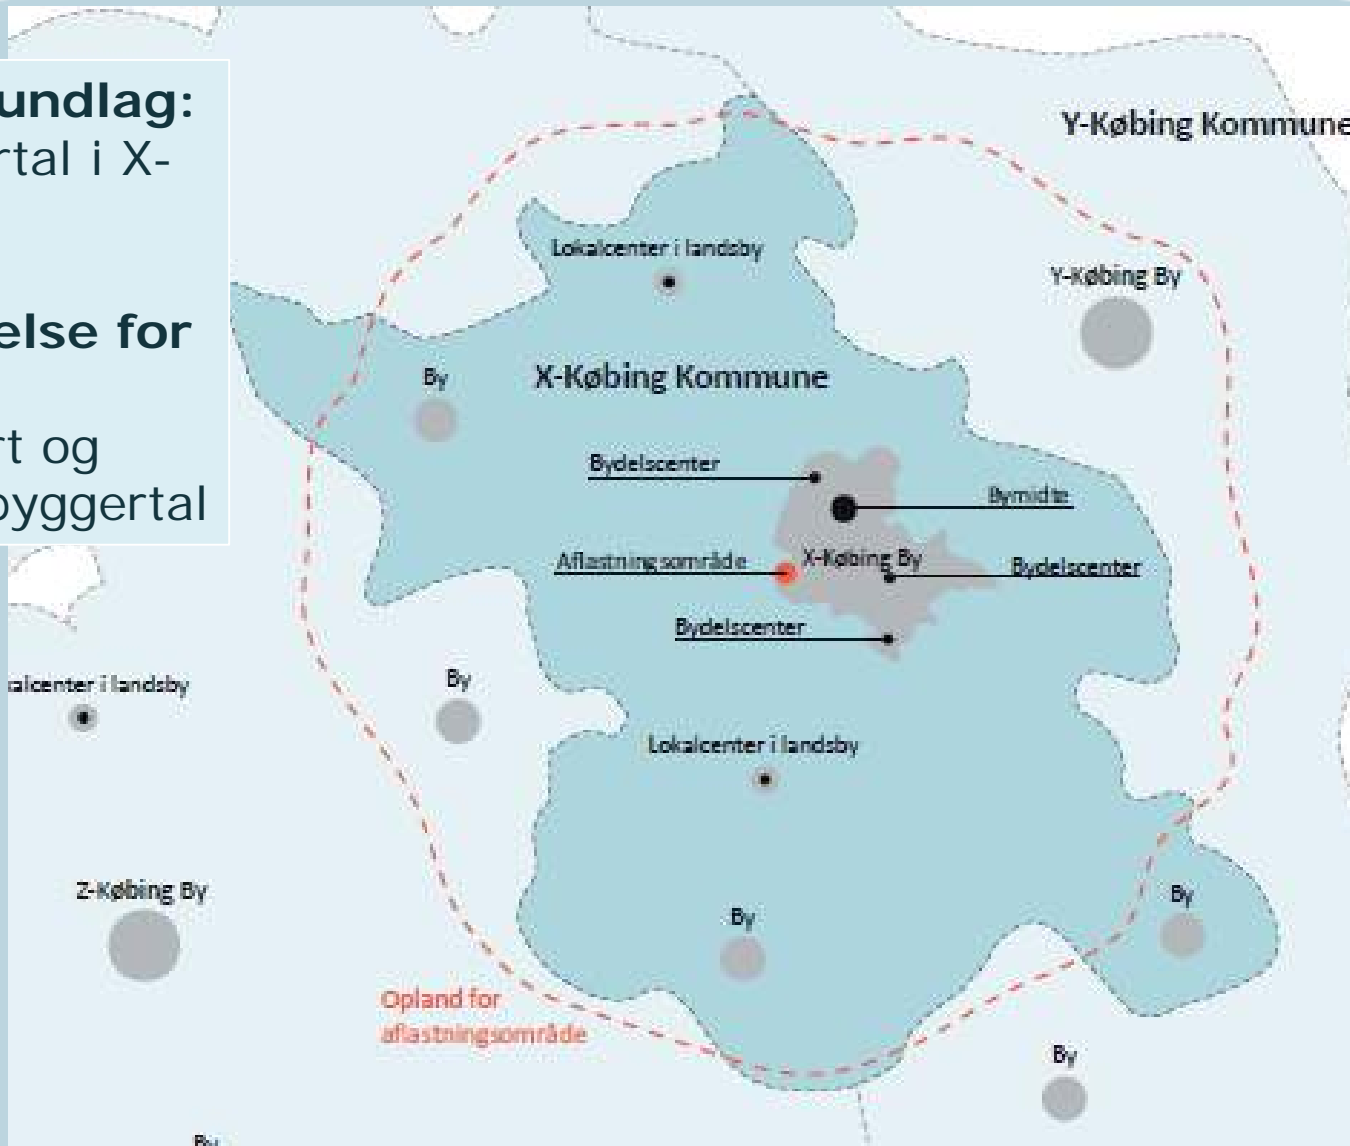 undlag:
rtal i X-
else for
rt og
byggertal
Y-Købing Kommune
Lokalcenter i landsby
Y-Købing By
By
X-Købing Kommune
Bydelscenter
Bymidte
Aflastningsområde
X-Købing By
Bydelscenter
Bydelscenter
alcenter i landsby
By
Lokalcenter i landsby
Z-Købing By
By
By
Opland for
aflastningsområde
By
By